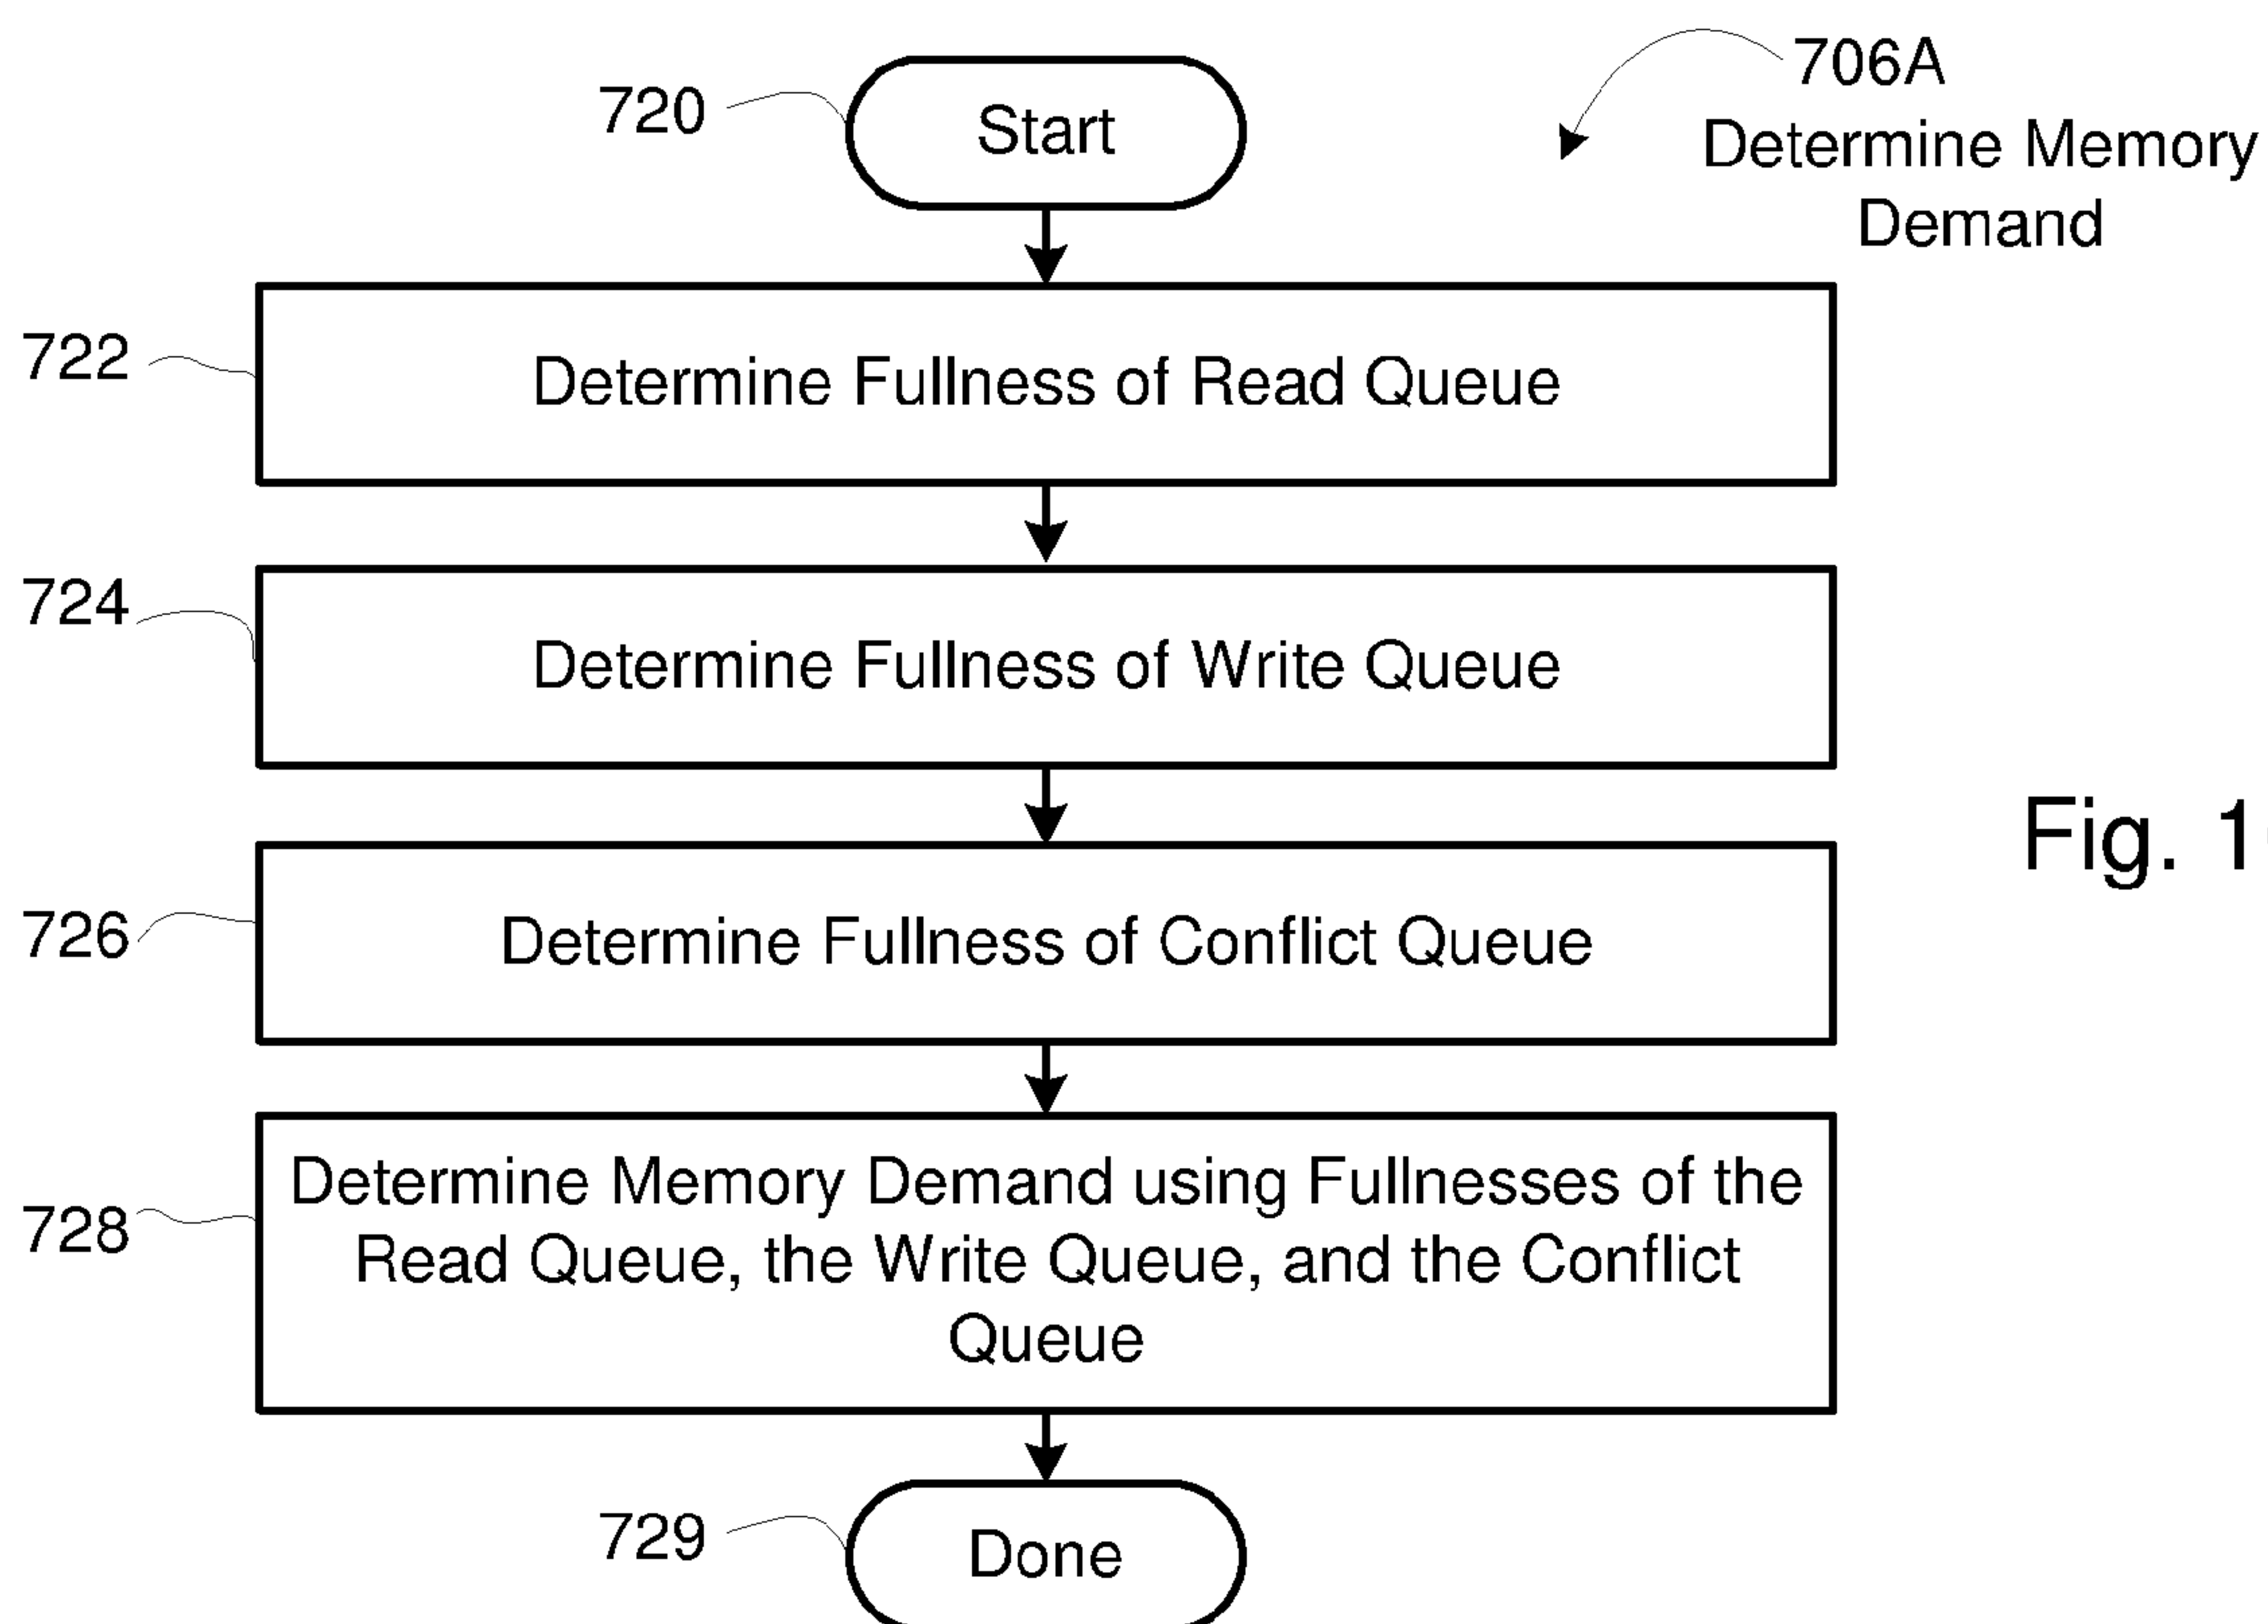 706A
Determine Memory
Demand
720
Start
722
Determine Fullness of Read Queue
724
Determine Fullness of Write Queue
Fig.
726
Determine Fullness of Conflict Queue
728
Determine Memory Demand using Fullnesses of the
Read Queue, the Write Queue, and the Conflict
Queue
729
Done